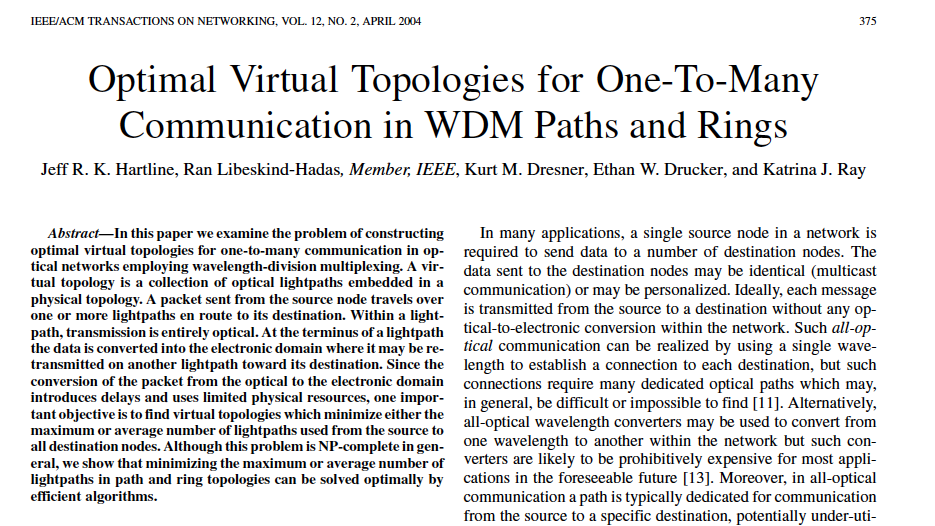 IEEE/ACM TRANSACTIONS ON NETWORKING, VOL. 12, NO. 2, APRIL 2004
375
Optimal Virtual Topologies for One-To-Many
Communication in WDM Paths and Rings
Jeff R. K. Hartline, Ran Libeskind-Hadas, Member, IEEE, Kurt M. Dresner, Ethan W. Drucker, and Katrina J. Ray
Abstract—In this paper we examine the problem of constructing
optimal virtual topologies for one-to-many communication in op-
tical networks employing wavelength-division multiplexing. A vir-
tual topology is a collection of optical lightpaths embedded in a
physical topology. A packet sent from the source node travels over
one or more lightpaths en route to its destination. Within a light-
path, transmission is entirely optical. At the terminus of a lightpath
the data is converted into the electronic domain where it may be re-
transmitted on another lightpath toward its destination. Since the
conversion of the packet from the optical to the electronic domain
introduces delays and uses limited physical resources, one impor-
tant objective is to find virtual topologies which minimize either the
maximum or average number of lightpaths used from the source to
all destination nodes. Although this problem is NP-complete in gen-
eral, we show that minimizing the maximum or average number of
lightpaths in path and ring topologies can be solved optimally by
efficient algorithms.
In many applications, a single source node in a network is
required to send data to a number of destination nodes. The
data sent to the destination nodes may be identical (multicast
communication) or may be personalized. Ideally, each message
is transmitted from the source to a destination without any op-
tical-to-electronic conversion within the network. Such all-op-
tical communication can be realized by using a single wave-
length to establish a connection to each destination, but such
connections require many dedicated optical paths which may,
in general, be difficult or impossible to find [11]. Alternatively,
all-optical wavelength converters may be used to convert from
one wavelength to another within the network but such con-
verters are likely to be prohibitively expensive for most appli-
cations in the foreseeable future [13]. Moreover, in all-optical
communication a path is typically dedicated for communication
from the source to a specific destination, potentially under-uti-